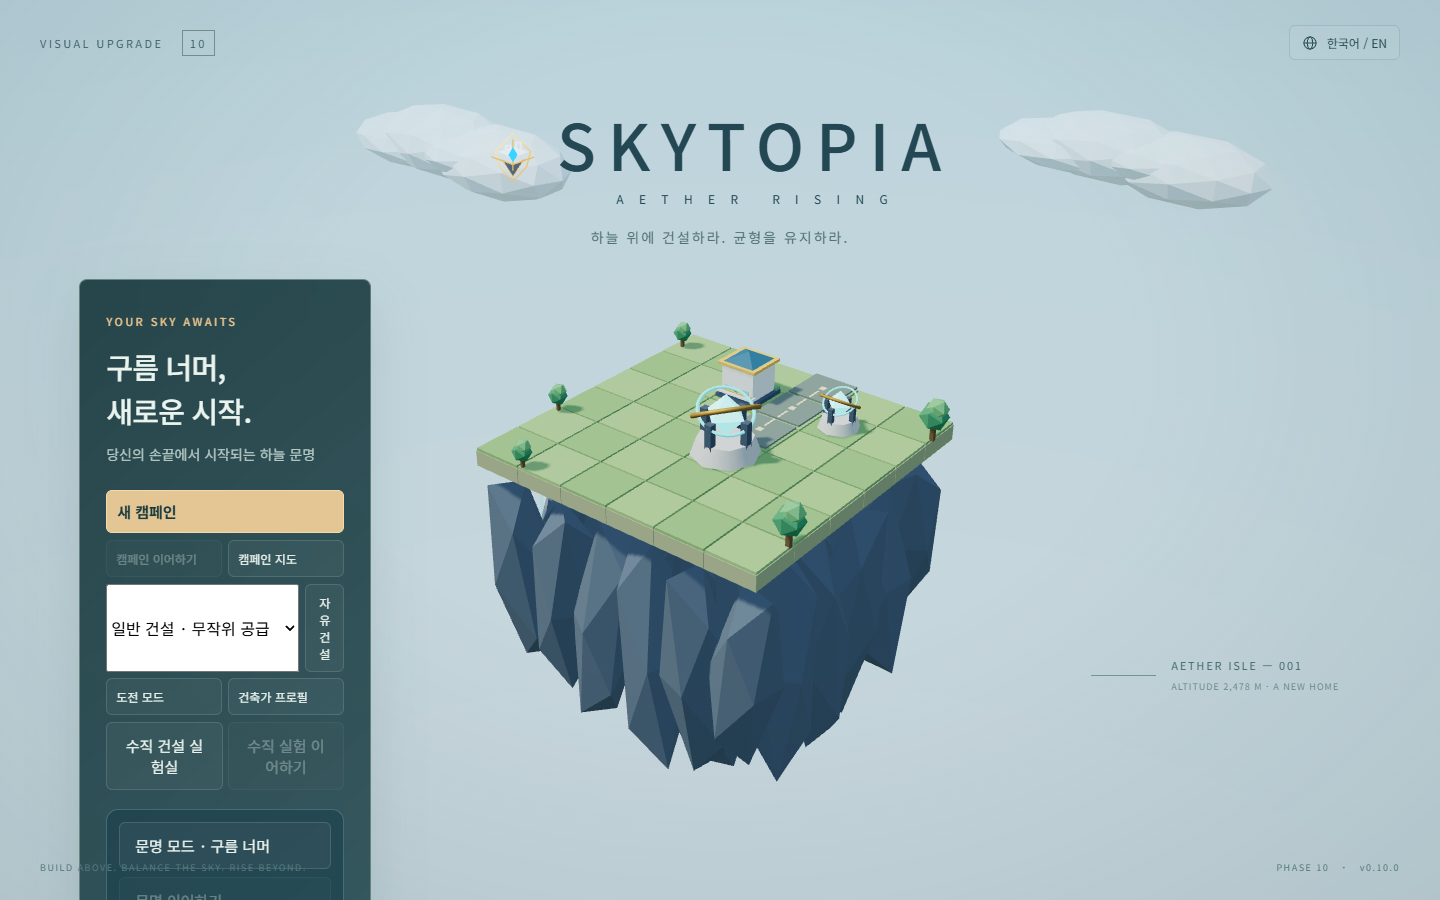 VISUAL UPGRADE 10
한국어 / EN
SKYTOPIA
AETHER RISING
하늘 위에 건설하라. 균형을 유지하라.
YOUR SKY AWAITS
구름 너머,
새로운 시작.
당신의 손끝에서 시작되는 하늘 문명
새 캠페인
캠페인 이어하기
캠페인 지도
일반 건설 · 무작위 공급
자
유
건
설
도전 모드
건축가 프로필
수직 건설 실
험실
수직 실험 이
어하기
문명 모드 · 구름 너머
문명 이어하기
AETHER ISLE — 001
ALTITUDE 2,478 M · A NEW HOME
BUILD ABOVE. BALANCE THE SKY. RISE BEYOND.
PHASE 10 · v0.10.0